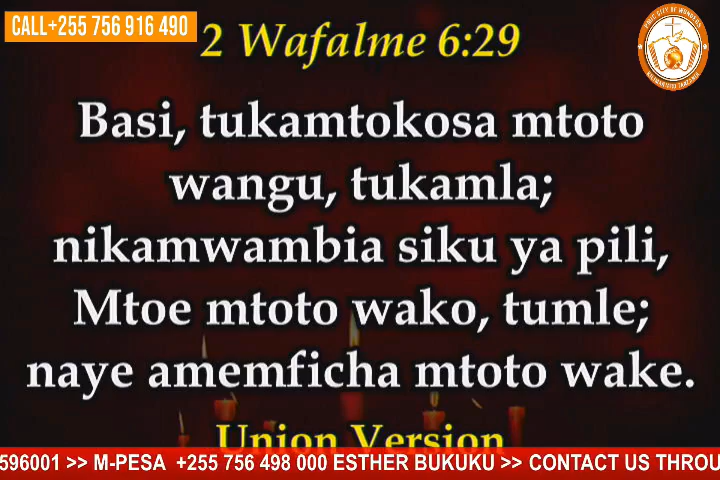 CALL+255 756 916 490
2 Wafalme 6:29
Basi, tukamtokosa mtoto
wangu, tukamla;
nikamwambia siku ya pili,
Mtoe mtoto wako, tumle;
naye amemficha mtoto wake.
Union Version
596001 >> M-PESA +255 756 498 000 ESTHER BUKUKU >> CONTACT US THROU